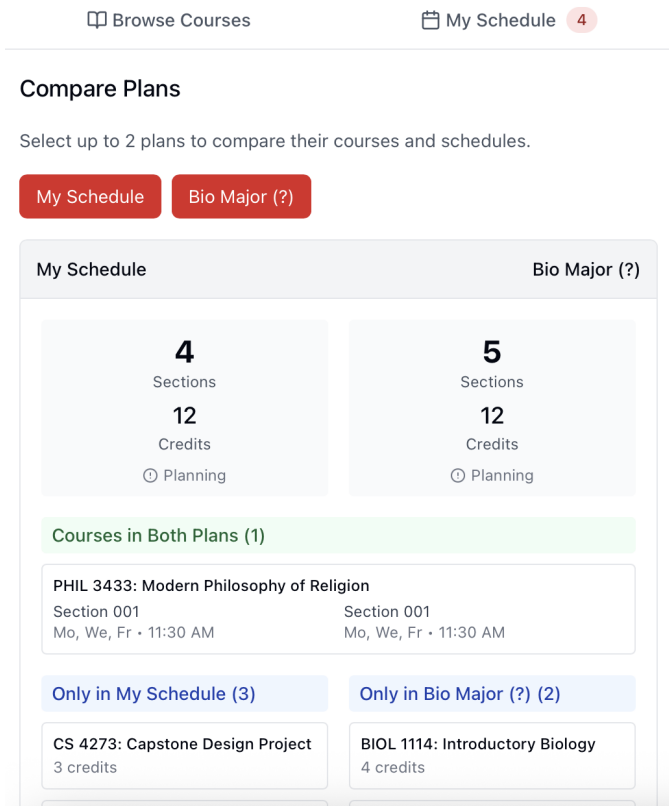 Browse Courses
My Schedule 4
Compare Plans
Select up to 2 plans to compare their courses and schedules.
My Schedule
Bio Major (?)
My Schedule
Bio Major (?)
4
Sections
12
Credits
Planning
5
Sections
12
Credits
Planning
Courses in Both Plans (1)
PHIL 3433: Modern Philosophy of Religion
Section 001
Mo, We, Fr • 11:30 AM
Section 001
Mo, We, Fr • 11:30 AM
Only in My Schedule (3)
CS 4273: Capstone Design Project
3 credits
Only in Bio Major (?) (2)
BIOL 1114: Introductory Biology
4 credits